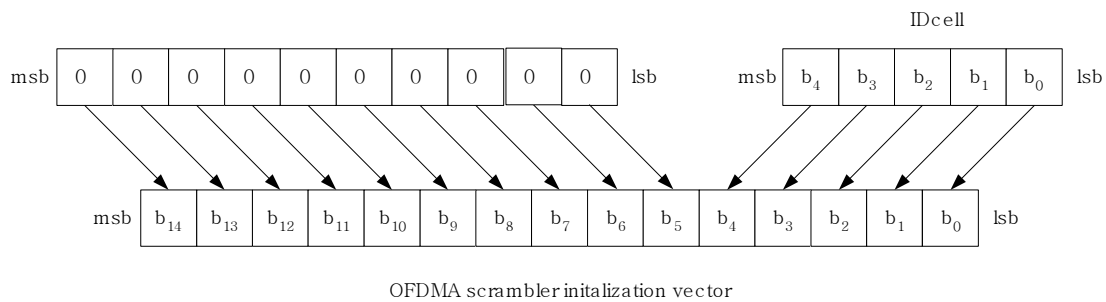 IDcell
msb 0 0 0 0 0 0 0 0 0 0 lsb msb b4 b3 b2 b1 b0 lsb
msb b14 b13 b12 b11 b10 b9 b8 b7 b6 b5 b4 b3 b2 b1 b0 lsb
OFDMA scrambler initalization vector